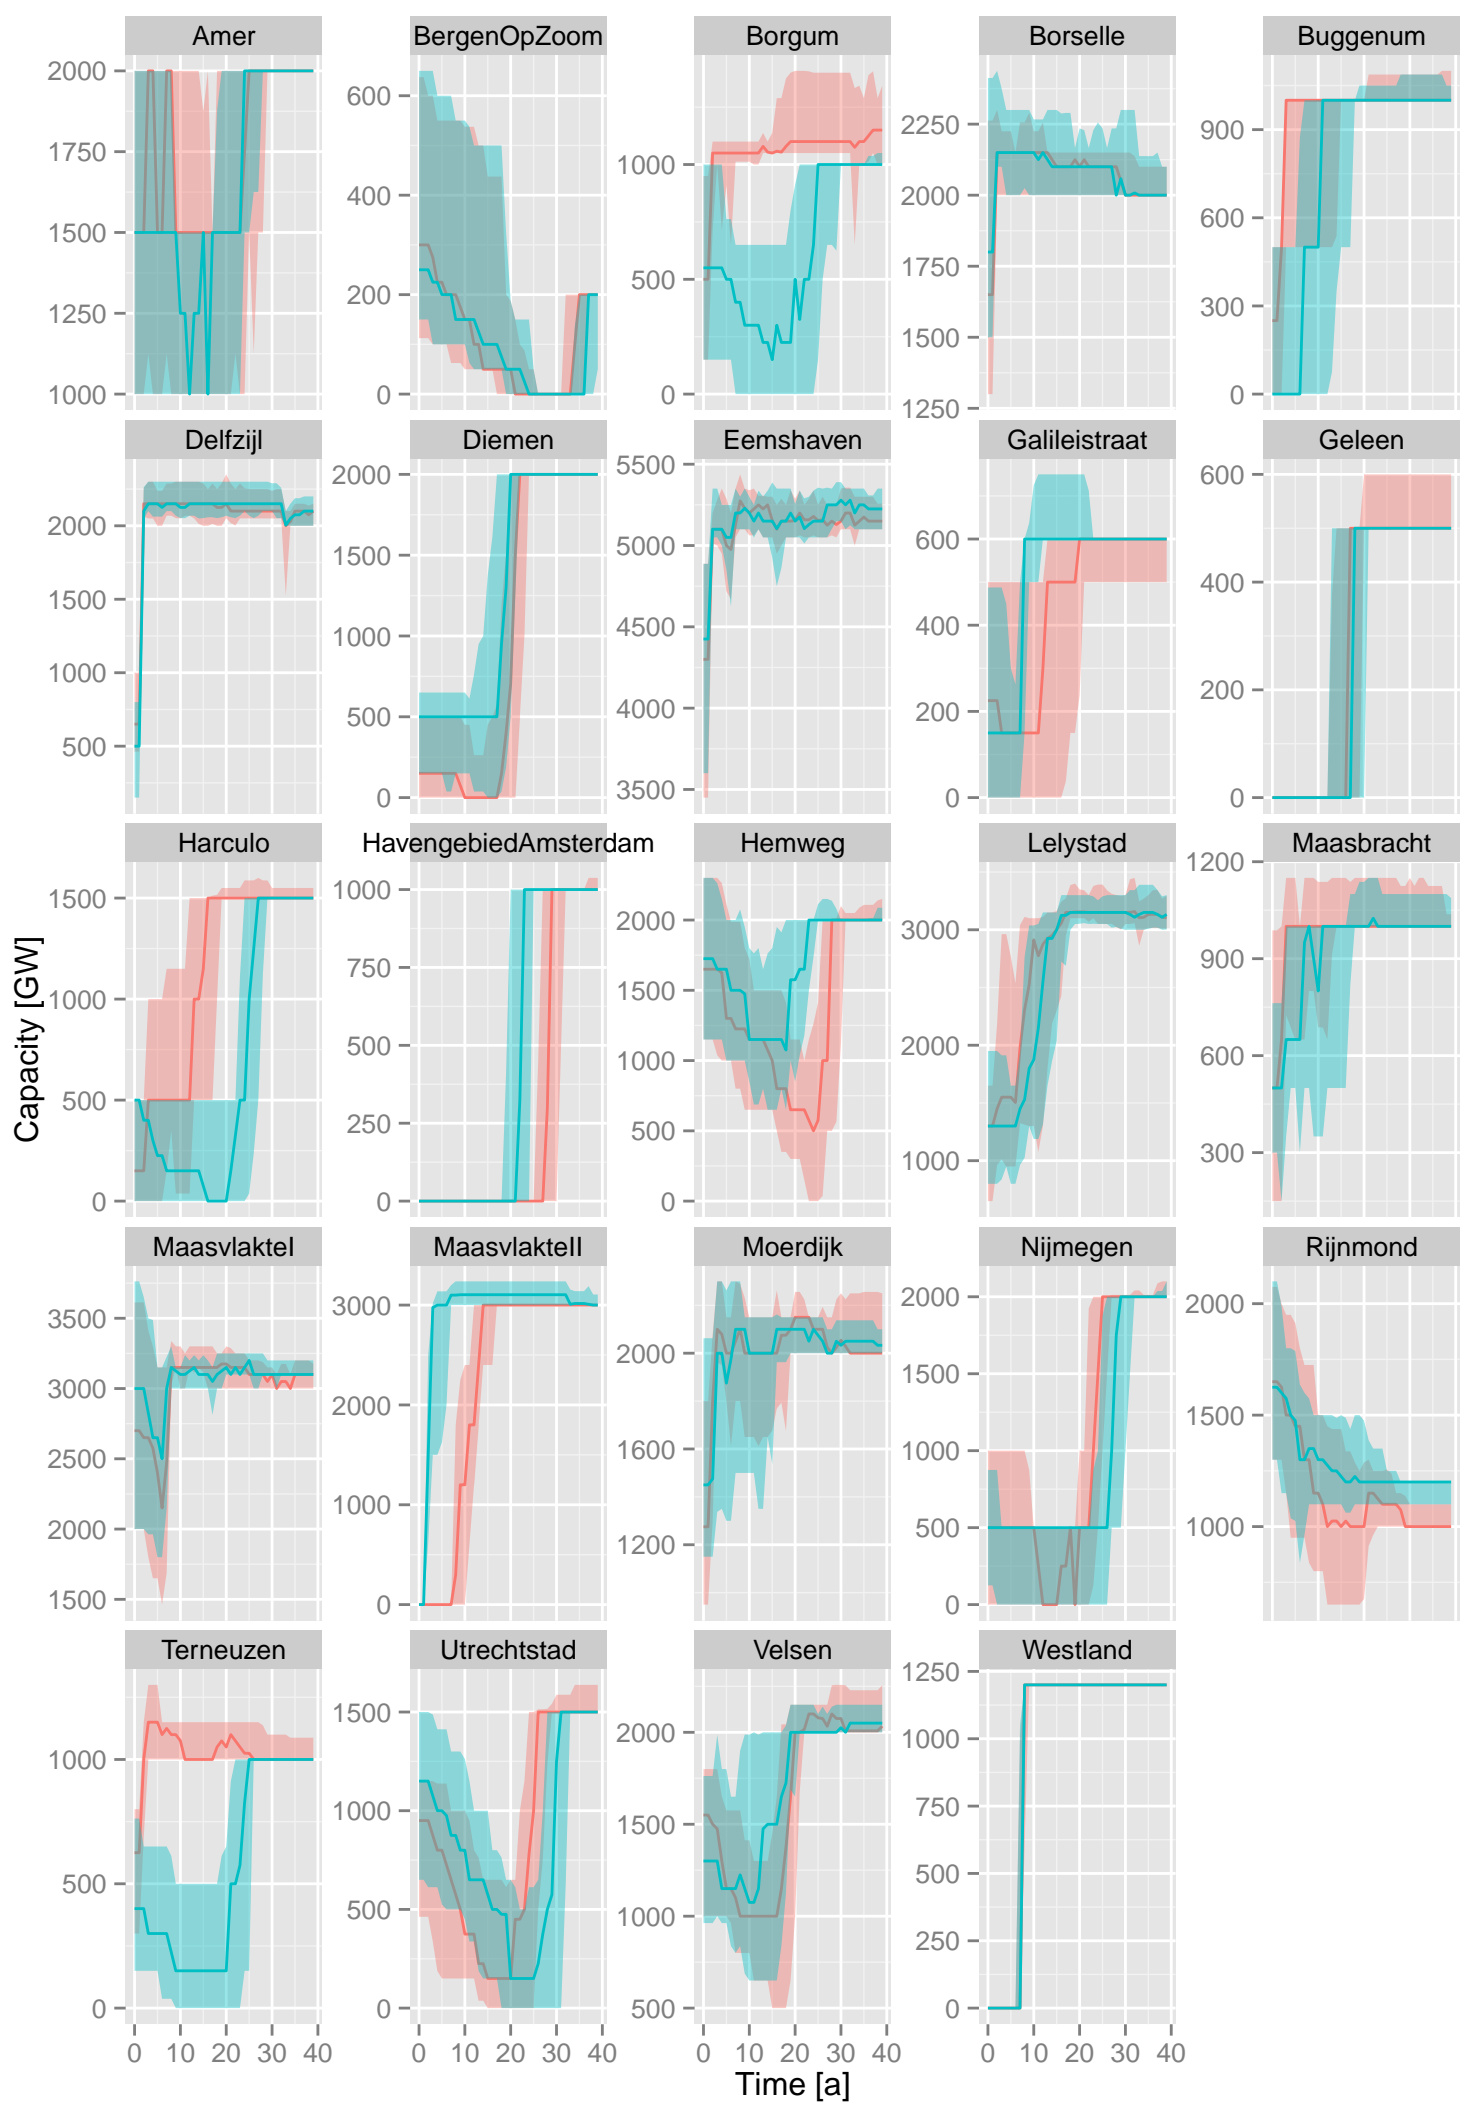 Amer BergenOpZoom Borgum Borselle Buggenum
2000 1750 1500 1250 1000
600 400 200 0
1000 500 0
2250 2000 1750 1500 1250
900 600 300 0
Delfzijl Diemen Eemshaven Galileistraat Geleen
2000 1500 1000 500
2000 1500 1000 500 0
5500 5000 4500 4000 3500
600 400 200 0
600 400 200 0
Harculo HavengebiedAmsterdam Hemweg Lelystad Maasbracht
1500 1000 500 0
1000 750 500 250 0
2000 1500 1000 500 0
3000 2000 1000
1200 900 600 300
Capacity [GW]
MaasvlakteI MaasvlakteII Moerdijk Nijmegen Rijnmond
3500 3000 2500 2000 1500
3000 2000 1000 0
2000 1600 1200
2000 1500 1000 500 0
2000 1500 1000
Terneuzen Utrechtstad Velsen Westland
1000 500 0
1500 1000 500 0
2000 1500 1000 500
1250 1000 750 500 250 0
0 10 20 30 40 0 10 20 30 40 0 10 20 30 40 0 10 20 30 40
Time [a]